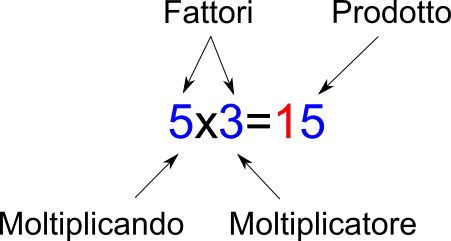 Fattori Prodotto
5x3=15
Moltiplicando Moltiplicatore